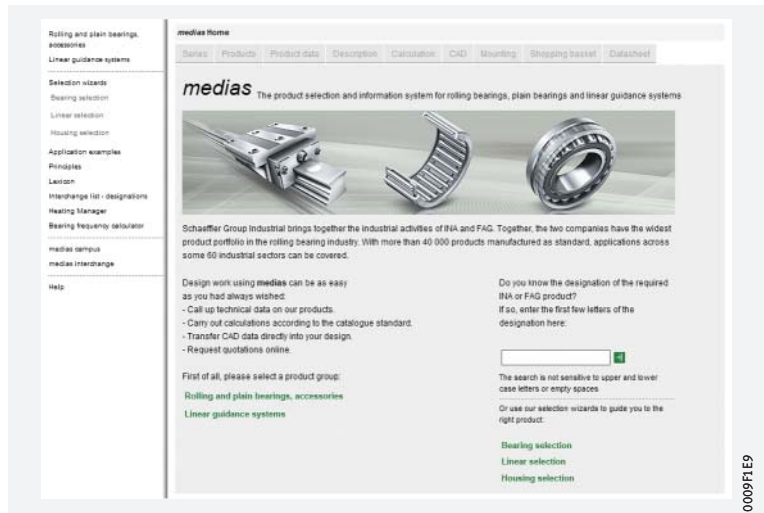 Rolling and plain bearings,
accessories
Linear guidance systems
Selection wizards
Bearing selection
Linear selection
Housing selection
Application examples
Principles
Lexicon
Interchange list - designations
Heating Manager
Bearing frequency calculator
medias campus
medias interchange
Help
medias Home
Series Products Product data Description Calculation CAD Mounting Shopping basket Datasheet
medias The product selection and information system for rolling bearings, plain bearings and linear guidance systems
Schaeffler Group Industrial brings together the industrial activities of INA and FAG. Together, the two companies have the widest
product portfolio in the rolling bearing industry. With more than 40 000 products manufactured as standard, applications across
some 60 industrial sectors can be covered.
Design work using medias can be as easy
as you had always wished:
- Call up technical data on our products.
- Carry out calculations according to the catalogue standard.
- Transfer CAD data directly into your design.
- Request quotations online.
First of all, please select a product group:
Rolling and plain bearings, accessories
Linear guidance systems
Do you know the designation of the required
INA or FAG product?
If so, enter the first few letters of the
designation here:
The search is not sensitive to upper and lower
case letters or empty spaces
Or use our selection wizards to guide you to the
right product:
Bearing selection
Linear selection
Housing selection
0009F1E9